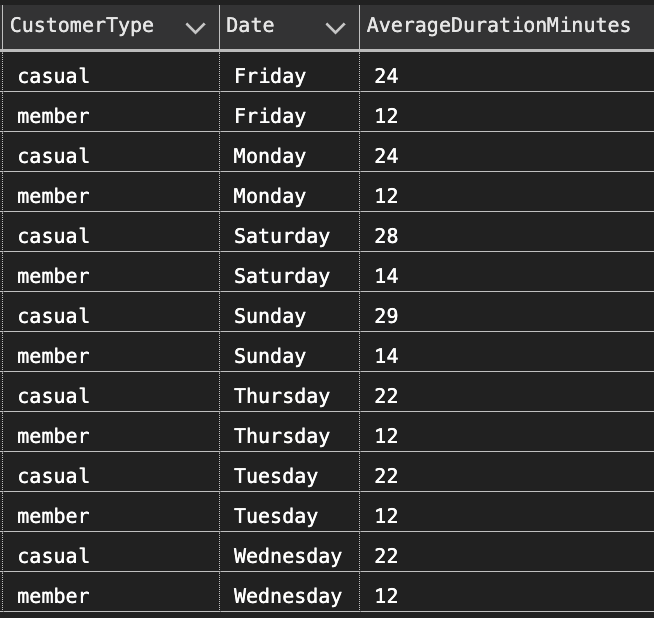 CustomerType Date AverageDurationMinutes
casual Friday 24
member Friday 12
casual Monday 24
member Monday 12
casual Saturday 28
member Saturday 14
casual Sunday 29
member Sunday 14
casual Thursday 22
member Thursday 12
casual Tuesday 22
member Tuesday 12
casual Wednesday 22
member Wednesday 12